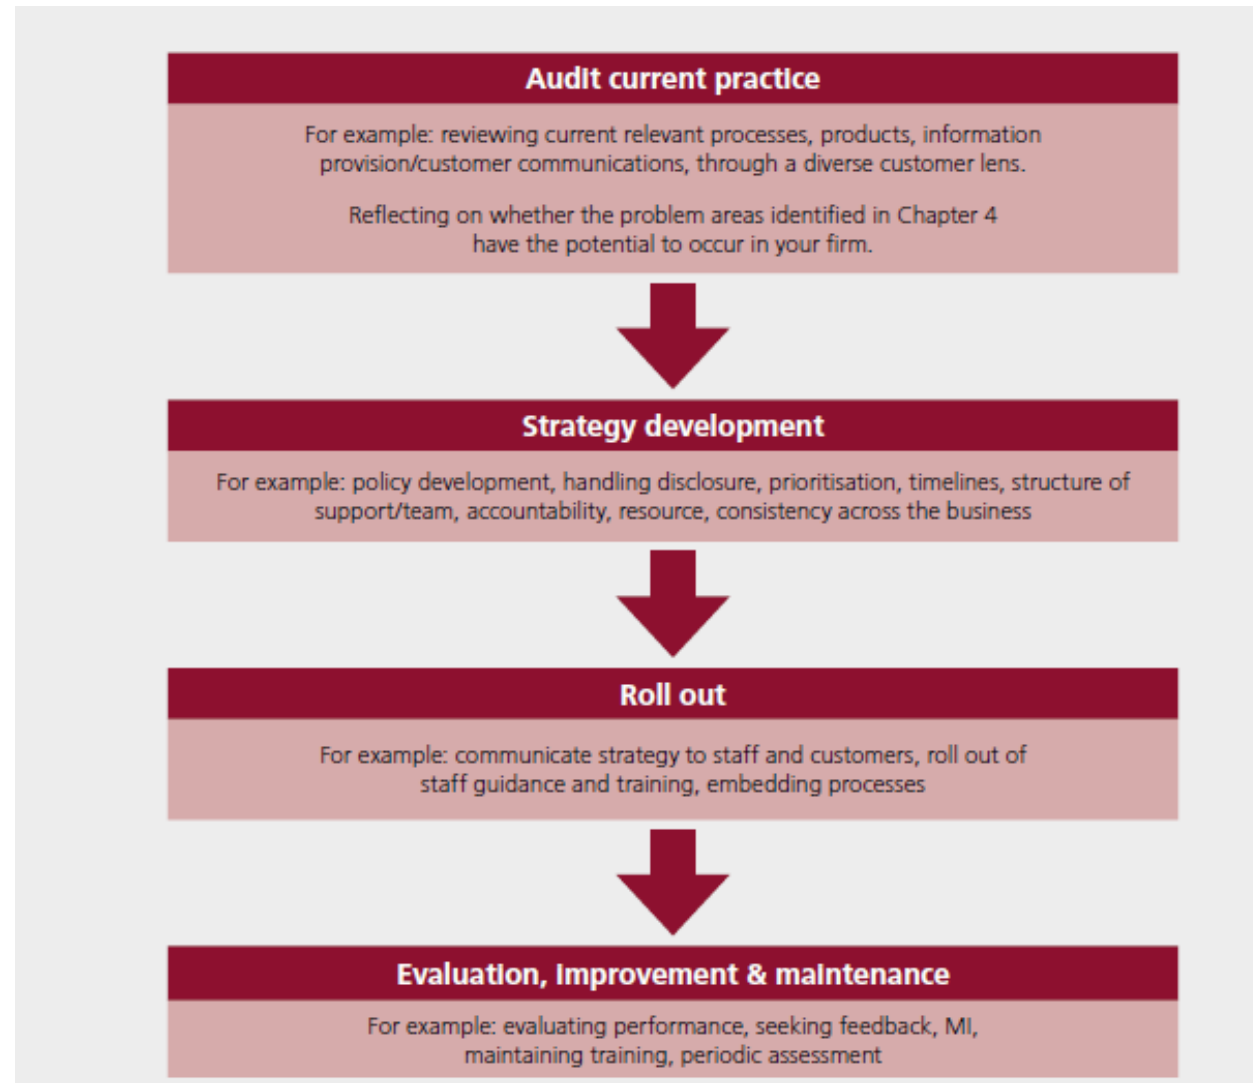 Audit current practice
For example: reviewing current relevant processes, products, information
provision/customer communications, through a diverse customer lens.
Reflecting on whether the problem areas identified in Chapter 4
have the potential to occur in your firm.
Strategy development
For example: policy development, handling disclosure, prioritisation, timelines, structure of
support/team, accountability, resource, consistency across the business
Roll out
For example: communicate strategy to staff and customers, roll out of
staff guidance and training, embedding processes
Evaluation, improvement & maintenance
For example: evaluating performance, seeking feedback, MI,
maintaining training, periodic assessment